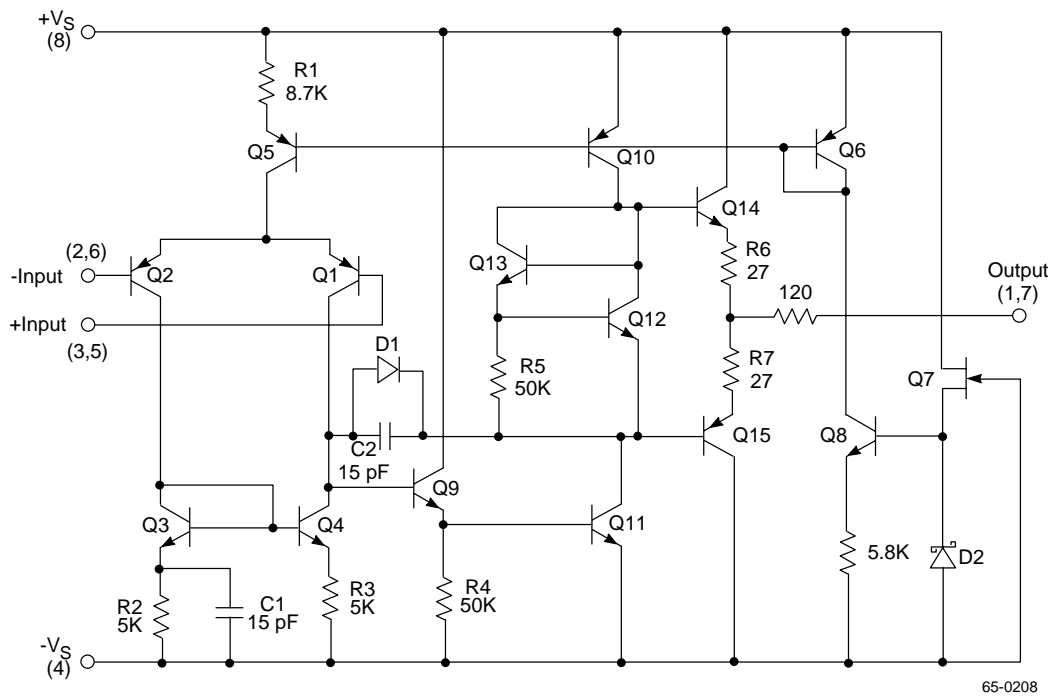 +VS
(8)
R1
8.7K
Q5
Q10
Q6
(2,6)
-Input
Q2
Q1
+Input
(3,5)
Q13
Q14
R6
27
120
Output
(1,7)
Q12
D1
R5
50K
R7
27
Q7
C2
15 pF
Q15
Q8
Q9
Q3
Q4
Q11
R2
5K
C1
15 pF
R3
5K
R4
50K
5.8K
D2
-VS
(4)
65-0208